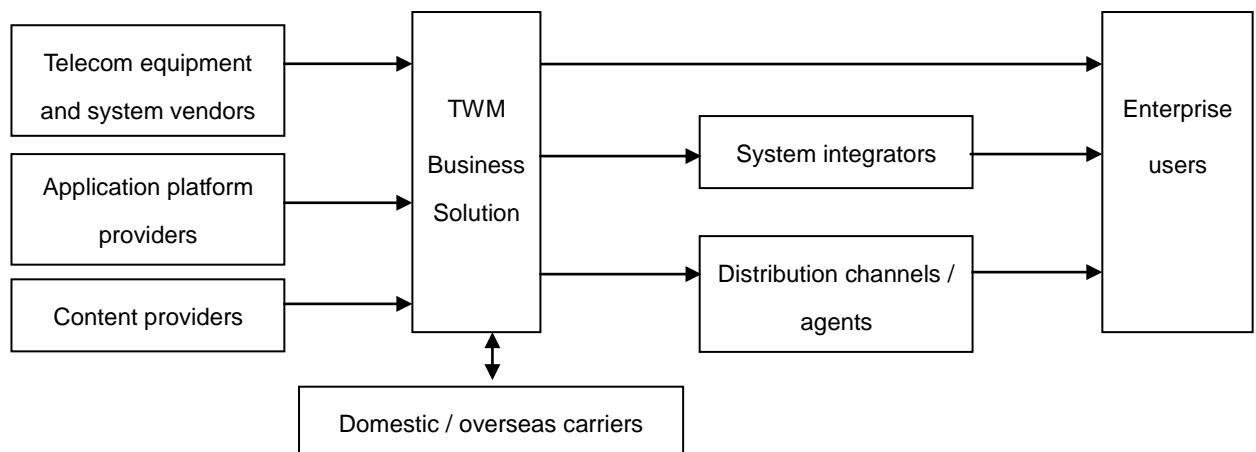 Telecom equipment
and system vendors
Application platform
providers
Content providers
TWM
Business
Solution
System integrators
Distribution channels /
agents
Enterprise
users
Domestic / overseas carriers